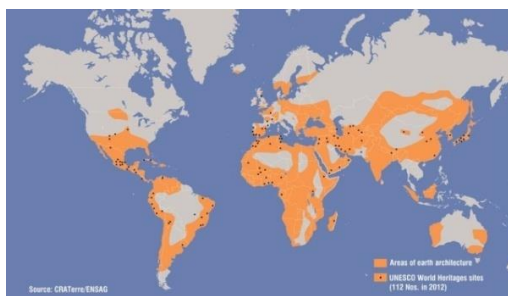 Areas of earth architecture
UNESCO World Heritages sites
(112 Nos. in 2012)
Source: CRATerre/ENSAG